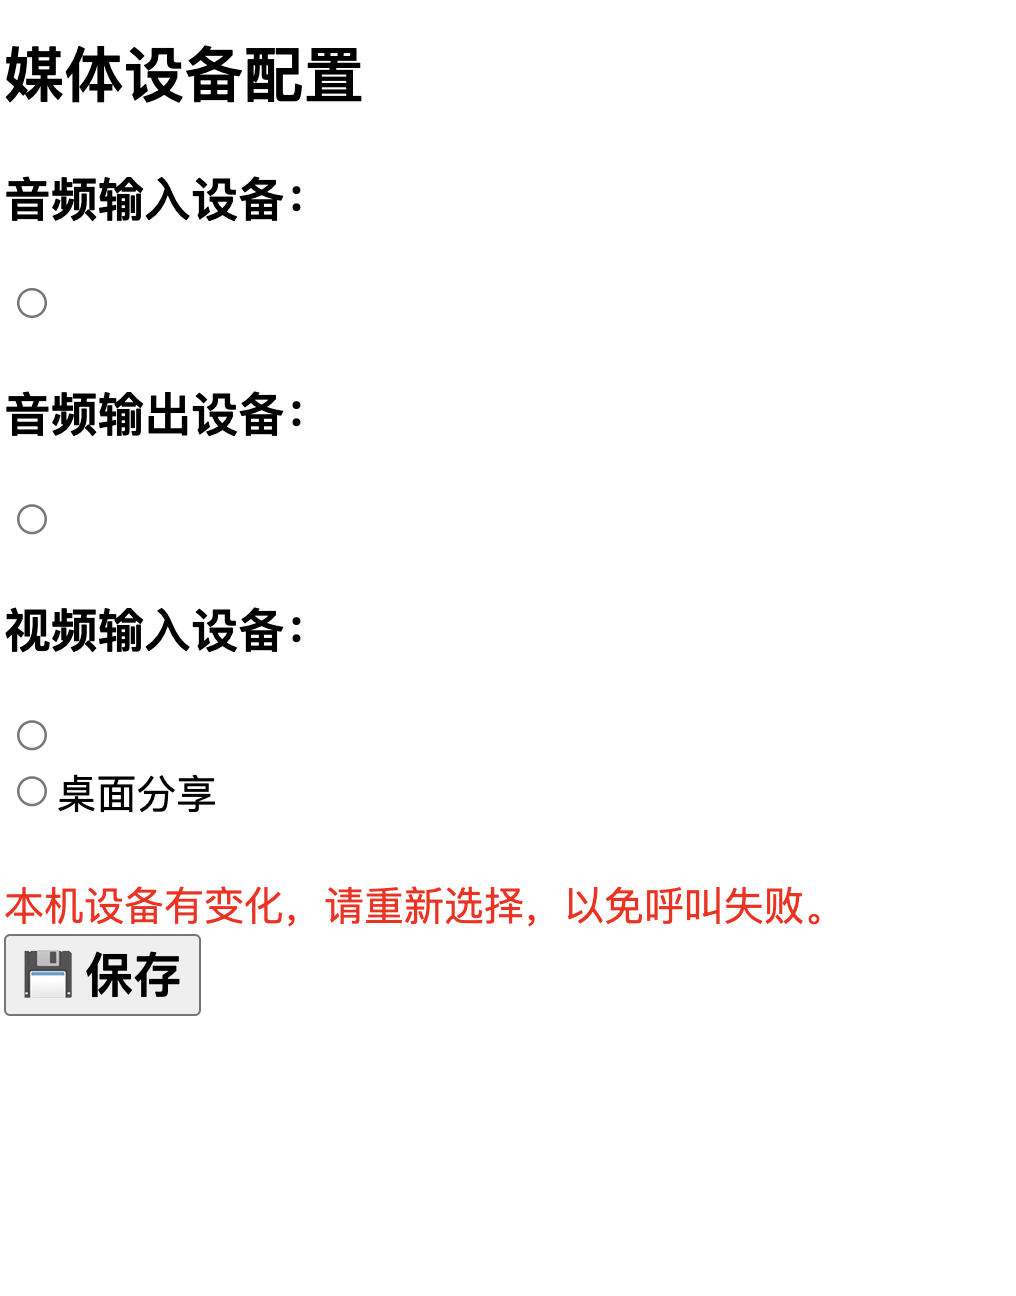 媒体设备配置
音频输入设备：
音频输出设备：
视频输入设备：
桌面分享
本机设备有变化，请重新选择，以免呼叫失败。
💾 保存